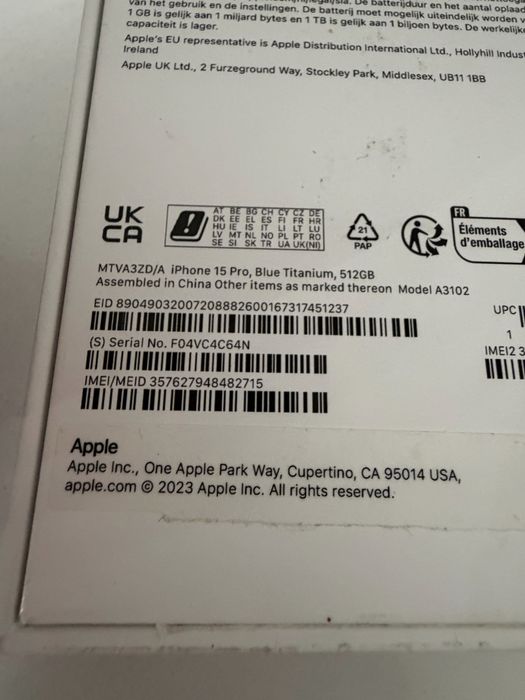 van het gebruik en de instellingen. De batterij moet mogelijk uiteindelijk worden
1 GB is gelijk aan 1 miljard bytes en 1 TB is gelijk aan 1 biljoen bytes. De werkelijke
capaciteit is lager.
Apple's EU representative is Apple Distribution International Ltd., Hollyhill Indus
Ireland
Apple UK Ltd., 2 Furzeground Way, Stockley Park, Middlesex, UB11 1BB
UK
CA
AT BE BG CH CY CZ DE
DK EE EL ES FI FR HR
HU IE IS IT LI LT LU
LV MT NL NO PL PT RO
SE SI SK TR UA UK(NI)
21
PAP
FR
Éléments
d'emballage
MTVA3ZD/A iPhone 15 Pro, Blue Titanium, 512GB
Assembled in China Other items as marked thereon Model A3102
EID 89049032007208882600167317451237
UPC
1
(S) Serial No. F04VC4C64N
IMEI2 3
IMEI/MEID 357627948482715
Apple
Apple Inc., One Apple Park Way, Cupertino, CA 95014 USA,
apple.com © 2023 Apple Inc. All rights reserved.